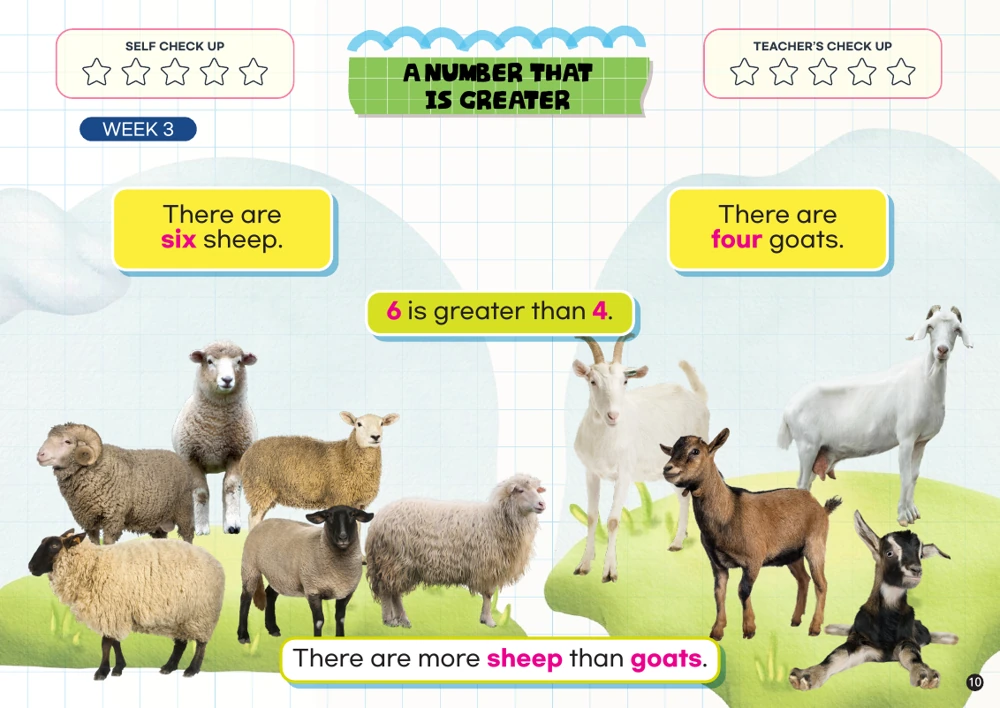 SELF CHECK UP
A NUMBER THAT
IS GREATER
TEACHER'S CHECK UP
WEEK 3
There are
six sheep.
There are
four goats.
6 is greater than 4.
There are more sheep than goats.
10